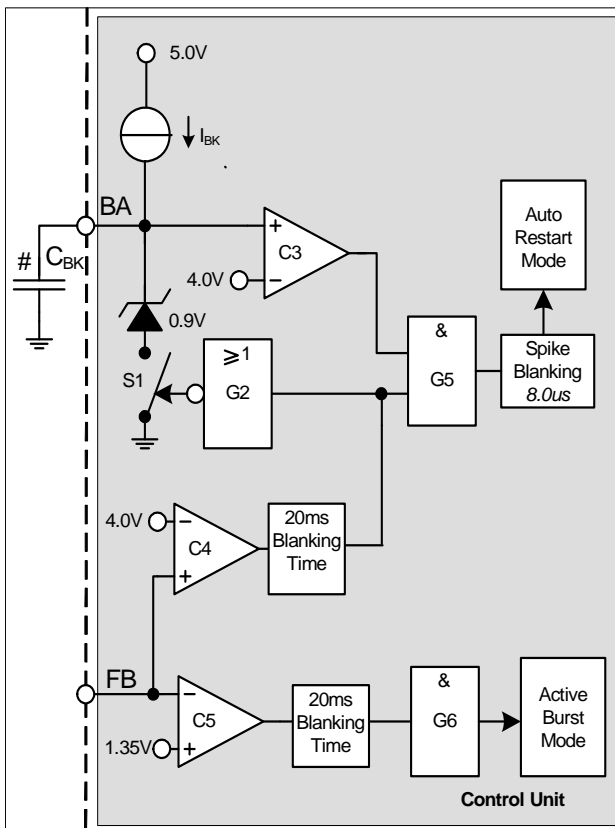 5.0V
I_BK
BA
# C_BK
+
C3
4.0V
−
0.9V
S1
≥1
G2
&
G5
Auto
Restart
Mode
Spike
Blanking
8.0us
4.0V
−
C4
+
20ms
Blanking
Time
FB
−
C5
1.35V
+
20ms
Blanking
Time
&
G6
Active
Burst
Mode
Control Unit